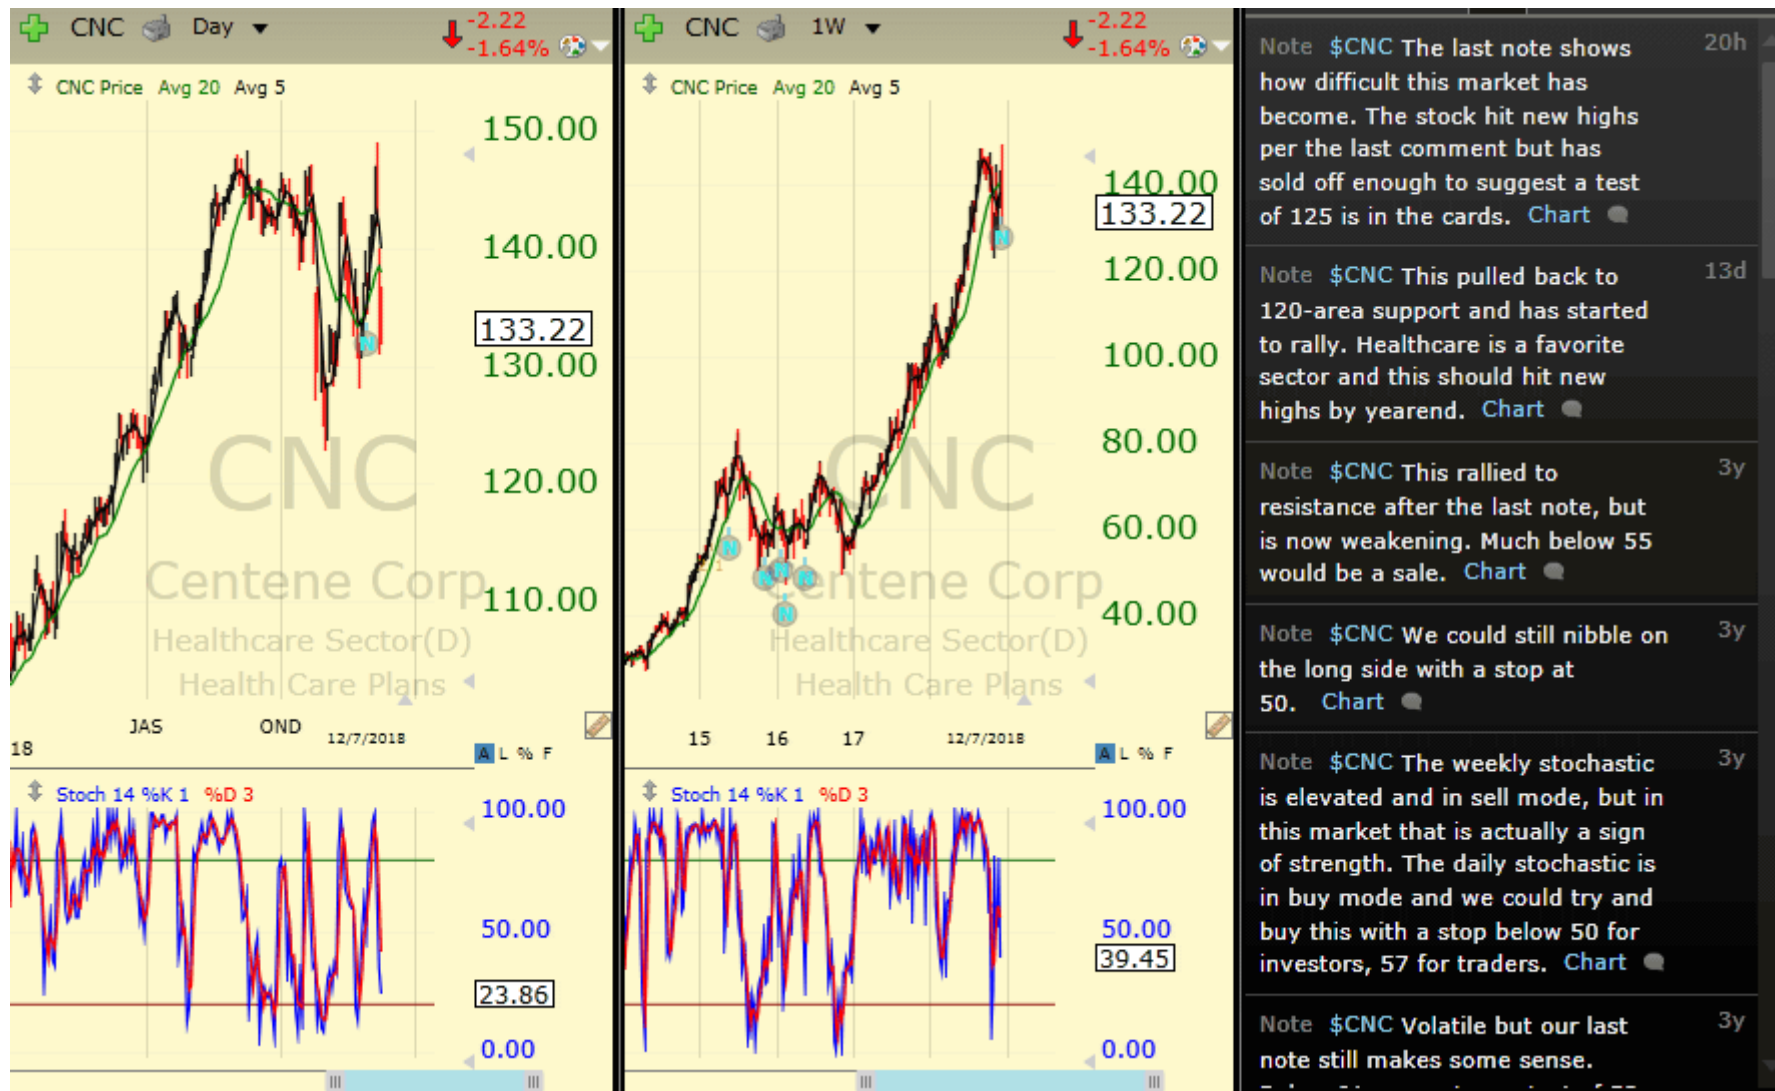 CNC Day -2.22
-1.64%
CNC Price Avg 20 Avg 5
150.00
140.00
133.22
130.00
120.00
110.00
CNC
Centene Corp
Healthcare Sector(D)
Health Care Plans
18 JAS OND 12/7/2018
A L % F
Stoch 14 %K 1 %D 3
100.00
50.00
23.86
0.00
CNC 1W -2.22
-1.64%
CNC Price Avg 20 Avg 5
140.00
133.22
120.00
100.00
80.00
60.00
40.00
CNC
Centene Corp
Healthcare Sector(D)
Health Care Plans
N
N
N
N
N
N
N
15 16 17 12/7/2018
A L % F
Stoch 14 %K 1 %D 3
100.00
50.00
39.45
0.00
Note $CNC The last note shows 20h
how difficult this market has
become. The stock hit new highs
per the last comment but has
sold off enough to suggest a test
of 125 is in the cards. Chart
Note $CNC This pulled back to 13d
120-area support and has started
to rally. Healthcare is a favorite
sector and this should hit new
highs by yearend. Chart
Note $CNC This rallied to 3y
resistance after the last note, but
is now weakening. Much below 55
would be a sale. Chart
Note $CNC We could still nibble on 3y
the long side with a stop at
50. Chart
Note $CNC The weekly stochastic 3y
is elevated and in sell mode, but in
this market that is actually a sign
of strength. The daily stochastic is
in buy mode and we could try and
buy this with a stop below 50 for
investors, 57 for traders. Chart
Note $CNC Volatile but our last 3y
note still makes some sense.